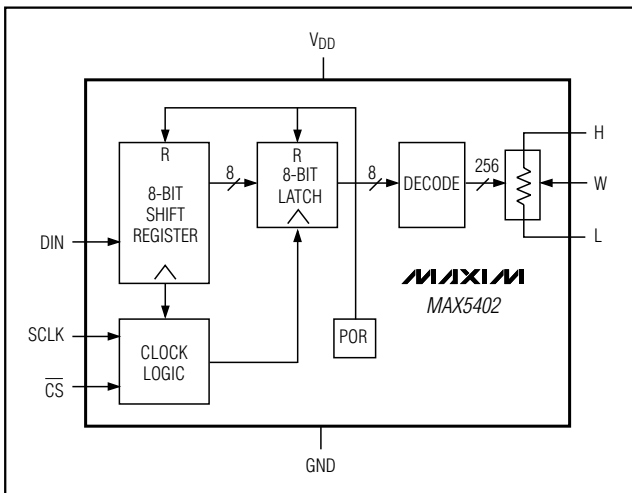 VDD
R
8-BIT
SHIFT
REGISTER
8
R
8-BIT
LATCH
8
DECODE
256
H
W
L
DIN
MAXIM
MAX5402
SCLK
CS
CLOCK
LOGIC
POR
GND